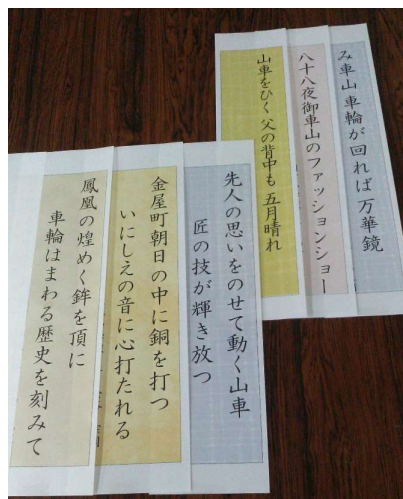 み車山車輪が回れば万華鏡
八十八夜御車山のファッションショー
山車をひく父の背中も五月晴れ
先人の思いをのせて動く山車
匠の技が輝き放つ
金屋町朝日の中に銅を打つ
いにしえの音に心打たれる
鳳凰の煌めく鉾を頂に
車輪はまわる歴史を刻みて